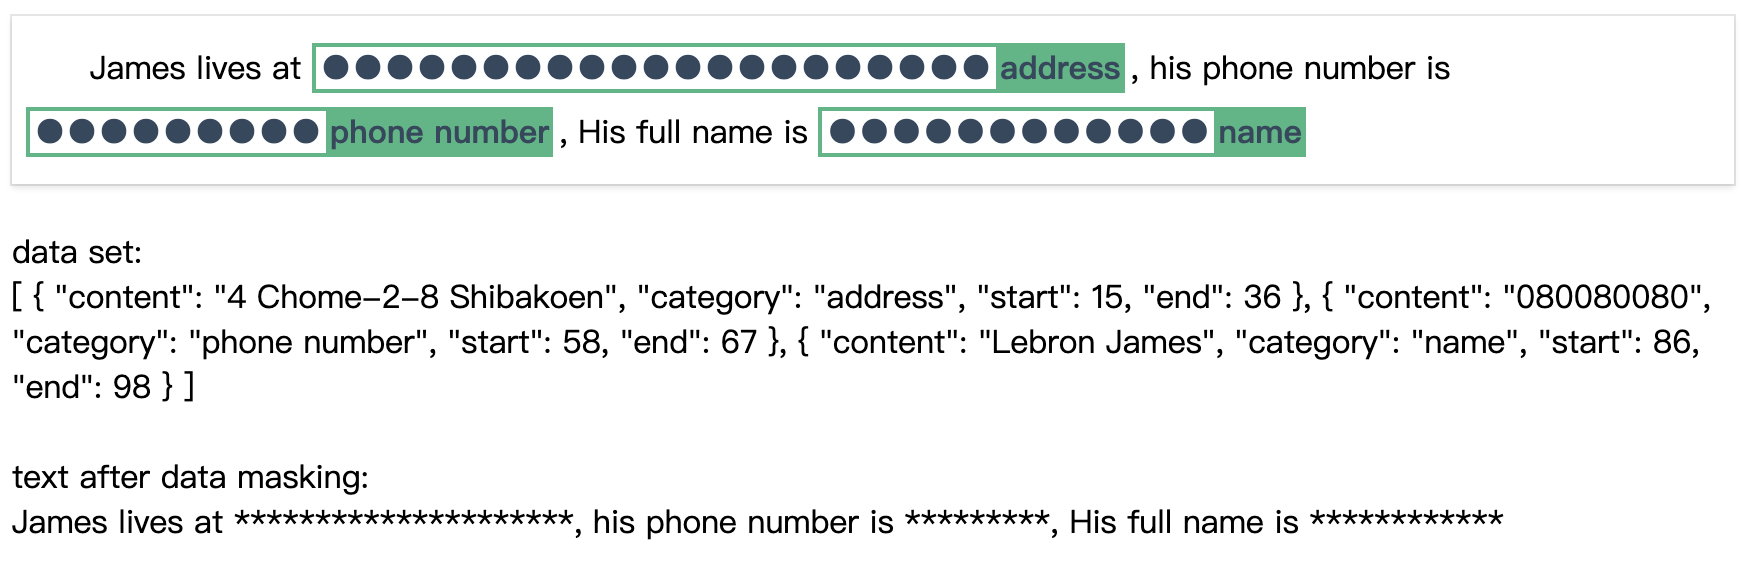 James lives at ●●●●●●●●●●●●●●●●●●●●● address , his phone number is
●●●●●●●●● phone number , His full name is ●●●●●●●●●●●● name
data set:
[ { "content": "4 Chome–2–8 Shibakoen", "category": "address", "start": 15, "end": 36 }, { "content": "080080080",
"category": "phone number", "start": 58, "end": 67 }, { "content": "Lebron James", "category": "name", "start": 86,
"end": 98 } ]
text after data masking:
James lives at *********************, his phone number is *********, His full name is ************